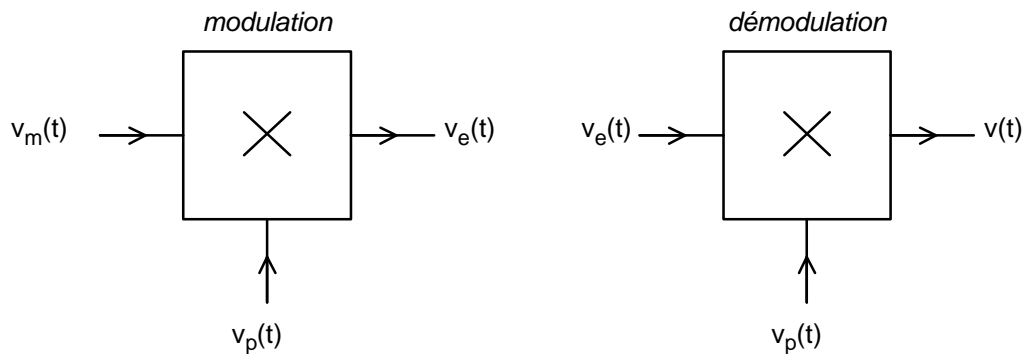 modulation
démodulation
v_m(t)
v_e(t)
v_e(t)
v(t)
v_p(t)
v_p(t)